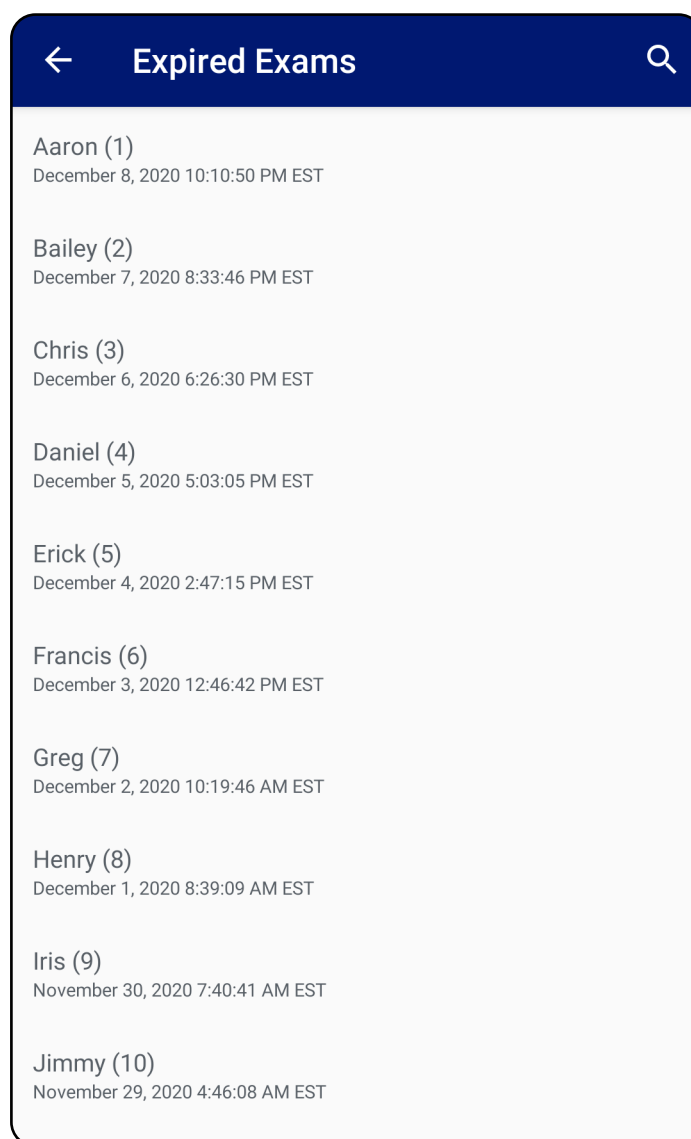 Expired Exams
Aaron (1)
December 8, 2020 10:10:50 PM EST
Bailey (2)
December 7, 2020 8:33:46 PM EST
Chris (3)
December 6, 2020 6:26:30 PM EST
Daniel (4)
December 5, 2020 5:03:05 PM EST
Erick (5)
December 4, 2020 2:47:15 PM EST
Francis (6)
December 3, 2020 12:46:42 PM EST
Greg (7)
December 2, 2020 10:19:46 AM EST
Henry (8)
December 1, 2020 8:39:09 AM EST
Iris (9)
November 30, 2020 7:40:41 AM EST
Jimmy (10)
November 29, 2020 4:46:08 AM EST